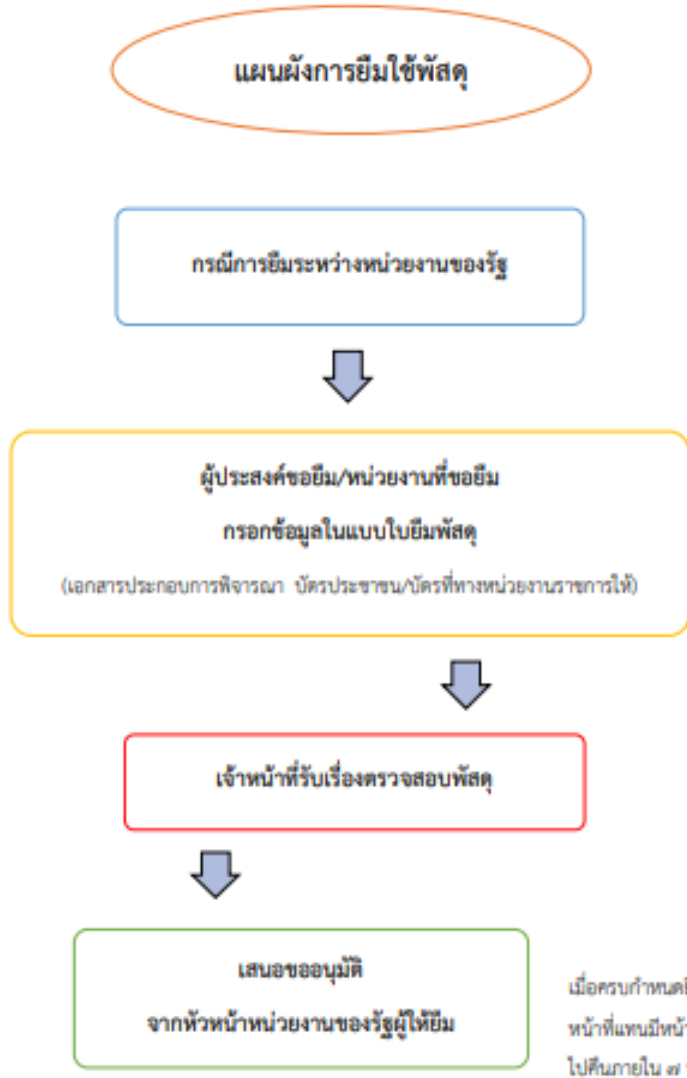 แผนผังการยืมใช้พัสดุ
กรณีการยืมระหว่างหน่วยงานของรัฐ
ผู้ประสงค์ขอยืม/หน่วยงานที่ขอยืม
กรอกข้อมูลในแบบใบยืมพัสดุ
(เอกสารประกอบการพิจารณา บัตรประชาชน/บัตรที่ทางหน่วยงานราชการให้)
เจ้าหน้าที่รับเรื่องตรวจสอบพัสดุ
เสนอขออนุมัติ
จากหัวหน้าหน่วยงานของรัฐผู้ให้ยืม
เมื่อครบกำหนด
หน้าที่แทนมีหน้า
ไปคืนภายใน ๗